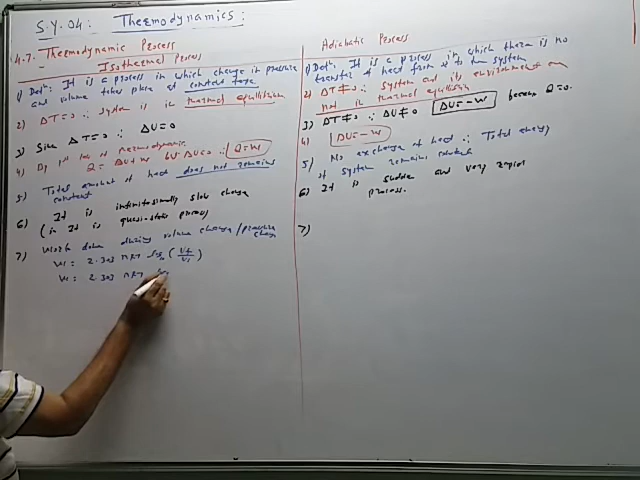 S.Y. 04: Thermodynamics:
4.7. Thermodynamic Process
Isothermal Process
1) Defn: It is a process in which change in pressure
and volume takes place at constant temp
2) ΔT=0 ∴ System is in thermal equilibrium
3) Since ΔT=0 ∴ ΔU=0
4) By 1st law of thermodynamic
Q = ΔU+W but ΔU=0 ∴ Q=W
5) Total amount of heat does not remains
constant
6) It is infinitesimally slow change
( It is quasi-static process)
7) Work done during volume change/pressure
change
W = 2.303 nRT log10 (V2/V1)
W = 2.303 nRT
Adiabatic Process
1) Defn: It is a process in which there is no
transfer of heat from to the system
2) ΔT≠0 ∴ System and its environment are
not in thermal equilibrium
3) ΔT≠0 ∴ ΔU≠0 ΔU=-W because Q=0.
4) ΔU=-W
5) No exchange of heat ∴ Total energy
of system remains constant
6) It is sudden and very rapid
process.
7)